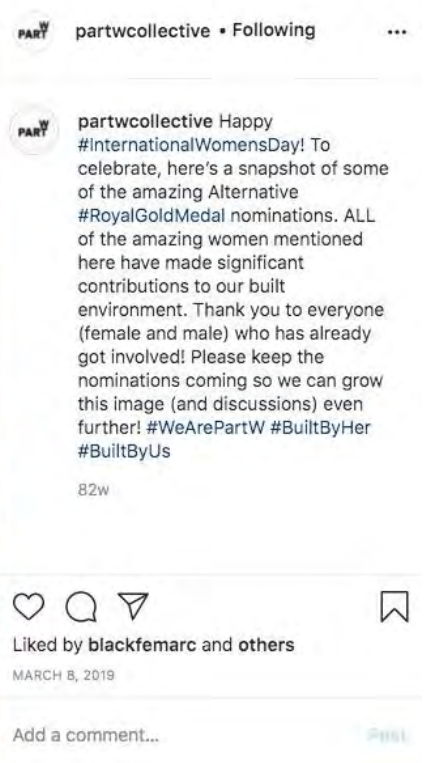 PART W
partwcollective • Following
...
PART W
partwcollective Happy
#InternationalWomensDay! To
celebrate, here's a snapshot of some
of the amazing Alternative
#RoyalGoldMedal nominations. ALL
of the amazing women mentioned
here have made significant
contributions to our built
environment. Thank you to everyone
(female and male) who has already
got involved! Please keep the
nominations coming so we can grow
this image (and discussions) even
further! #WeArePartW #BuiltByHer
#BuiltByUs
82w
Liked by blackfemarc and others
MARCH 8, 2019
Add a comment...
Post